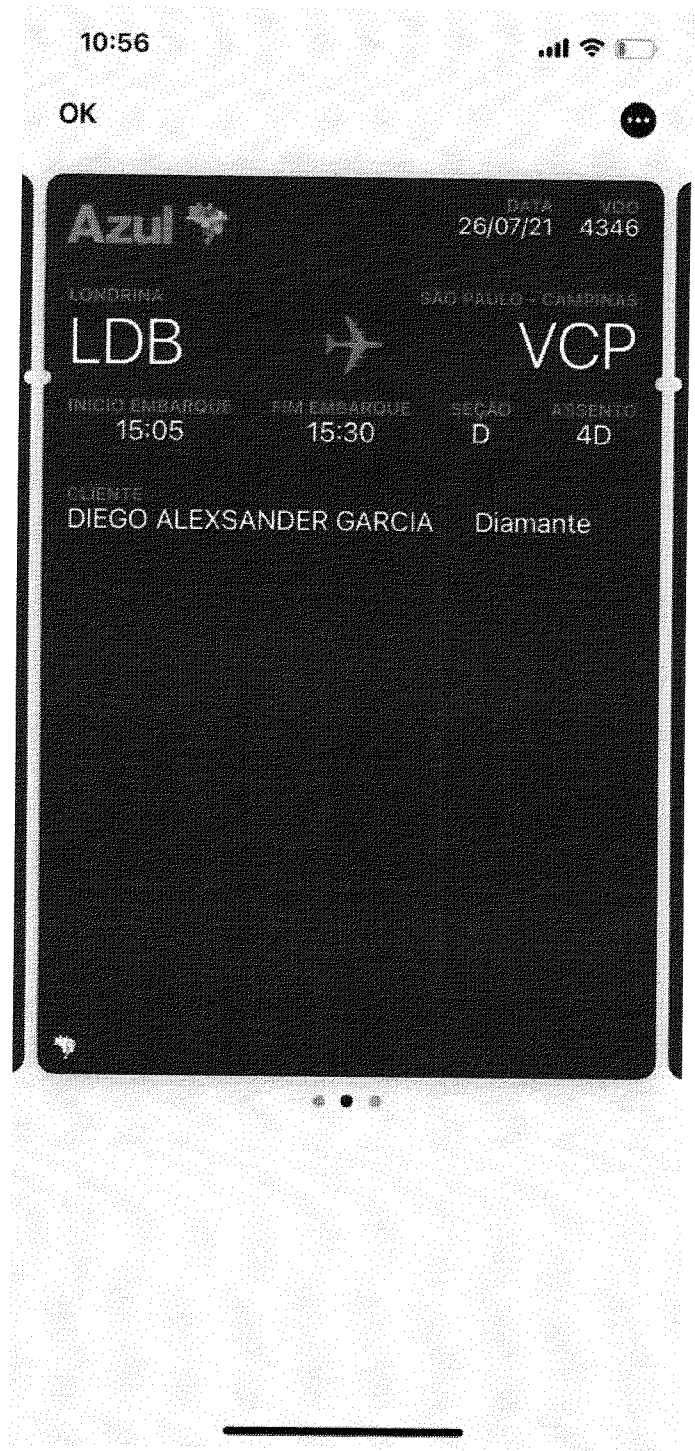 10:56
OK
Azul
DATA VOO
26/07/21 4346
LONDRINA SÃO PAULO - CAMPINAS
LDB VCP
INICIO EMBARQUE FIM EMBARQUE SEÇÃO ASSENTO
15:05 15:30 D 4D
CLIENTE
DIEGO ALEXSANDER GARCIA Diamante